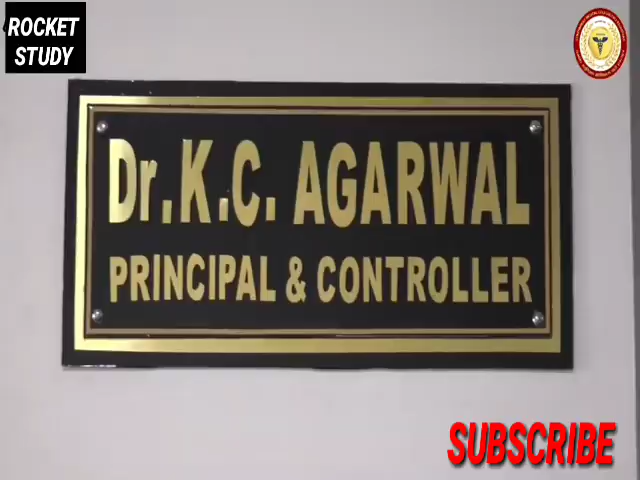 ROCKET
STUDY
Dr.K.C. AGARWAL
PRINCIPAL & CONTROLLER
SUBSCRIBE